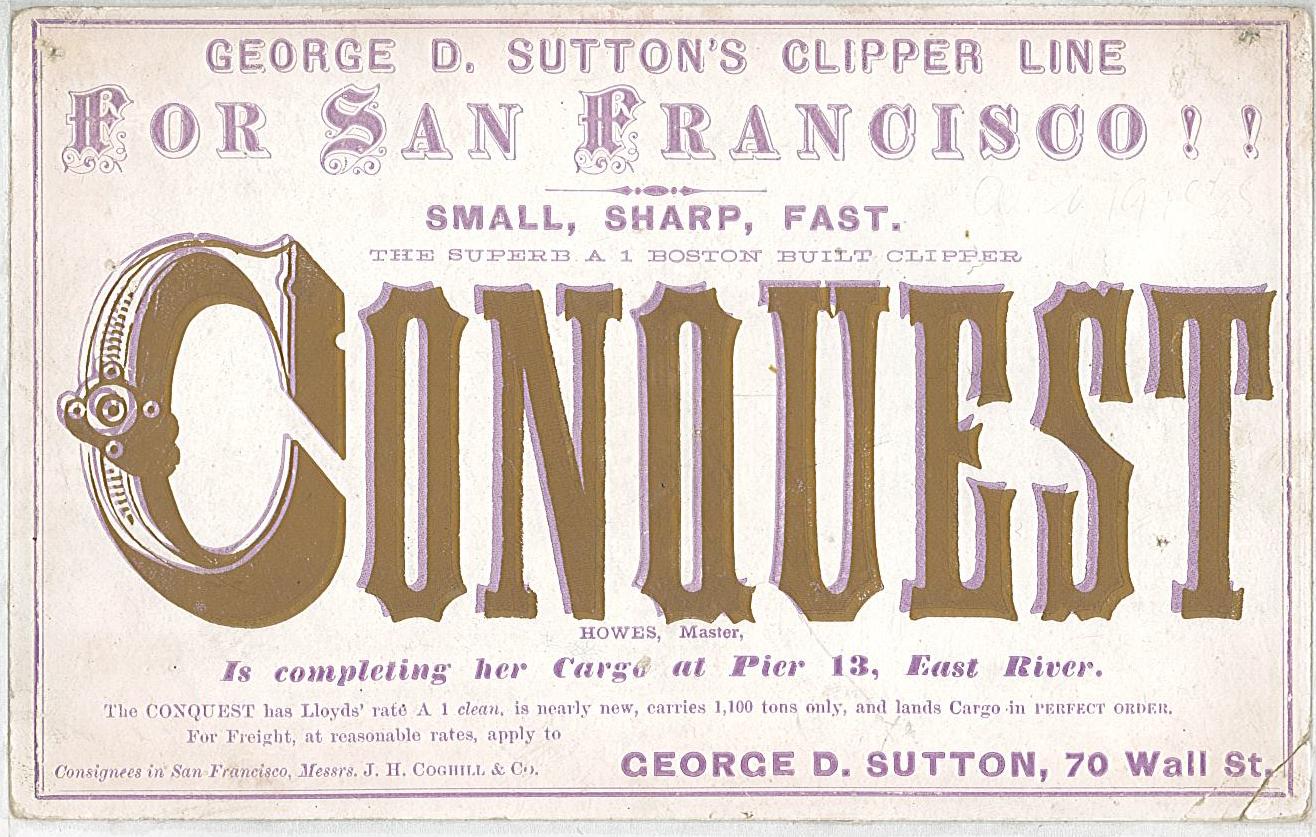 GEORGE D. SUTTON'S CLIPPER LINE
FOR SAN FRANCISCO!!
SMALL, SHARP, FAST.
THE SUPERB A 1 BOSTON BUILT CLIPPER
CONQUEST
HOWES, Master,
Is completing her Cargo at Pier 13, East River.
The CONQUEST has Lloyds' rate A 1 clean, is nearly new, carries 1,100 tons only, and lands Cargo in PERFECT ORDER.
For Freight, at reasonable rates, apply to
GEORGE D. SUTTON, 70 Wall St.
Consignees in San Francisco, Messrs. J. H. COGHILL & Co.